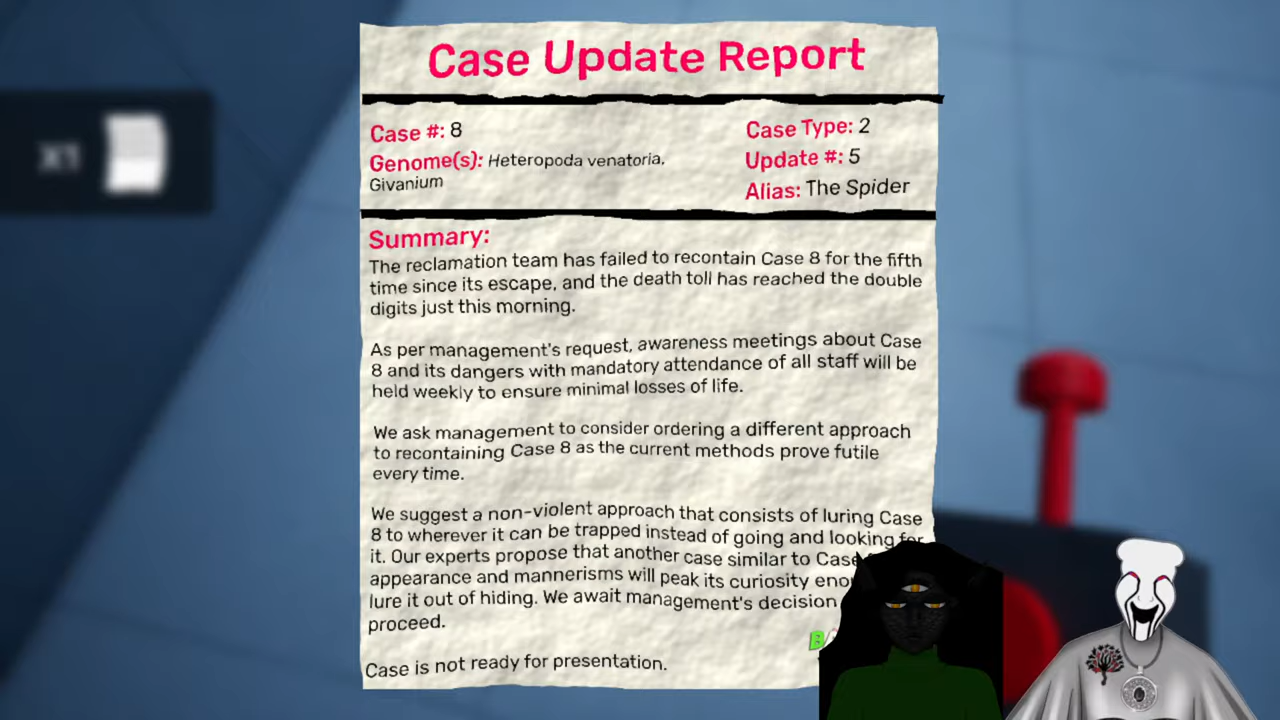 Case Update Report
Case #: 8
Genome(s): Heteropoda venatoria,
Givanium
Case Type: 2
Update #: 5
Alias: The Spider
Summary:
The reclamation team has failed to recontain Case 8 for the fifth
time since its escape, and the death toll has reached the double
digits just this morning.
As per management's request, awareness meetings about Case
8 and its dangers with mandatory attendance of all staff will be
held weekly to ensure minimal losses of life.
We ask management to consider ordering a different approach
to recontaining Case 8 as the current methods prove futile
every time.
We suggest a non-violent approach that consists of luring Case
8 to wherever it can be trapped instead of going and looking for
it. Our experts propose that another case similar to Case
appearance and mannerisms will peak its curiosity
lure it out of hiding. We await management's decision
proceed.
Case is not ready for presentation.
X1